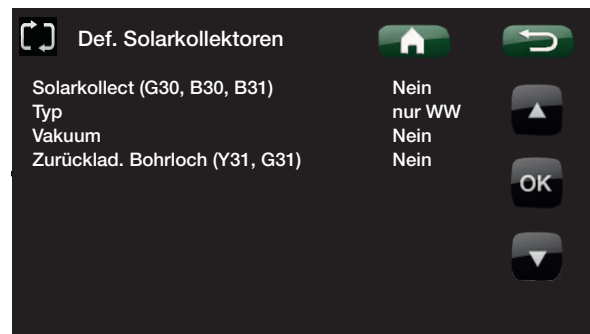 Def. Solarkollektoren
Solarkollect (G30, B30, B31) Nein
Typ nur WW
Vakuum Nein
Zurücklad. Bohrloch (Y31, G31) Nein
OK